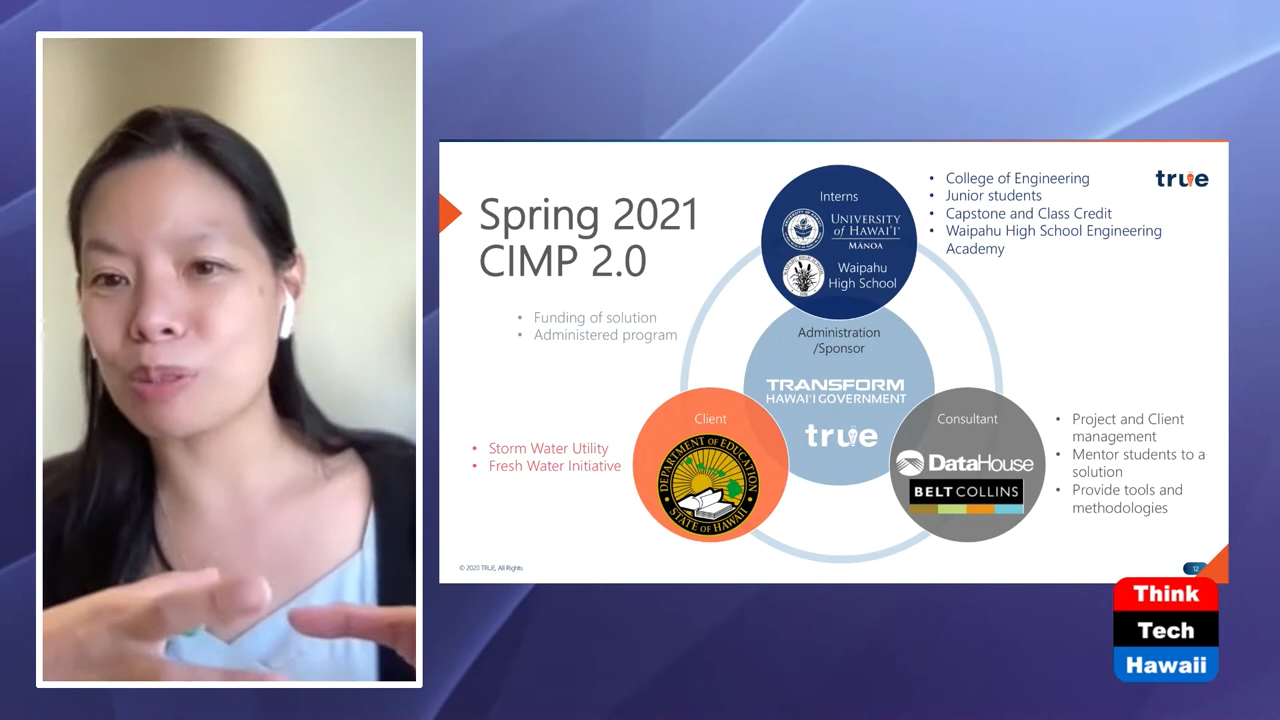 Spring 2021
CIMP 2.0
• Funding of solution
• Administered program
Interns
UNIVERSITY
of HAWAI‘I®
MĀNOA
Waipahu
High School
• College of Engineering
• Junior students
• Capstone and Class Credit
• Waipahu High School Engineering
Academy
true
Administration
/Sponsor
TRANSFORM
HAWAI‘I GOVERNMENT
true
Client
DEPARTMENT OF EDUCATION
STATE OF HAWAII
• Storm Water Utility
• Fresh Water Initiative
Consultant
DataHouse
BELT COLLINS
• Project and Client
management
• Mentor students to a
solution
• Provide tools and
methodologies
© 2020 TRUE, All Rights.
12
Think
Tech
Hawaii